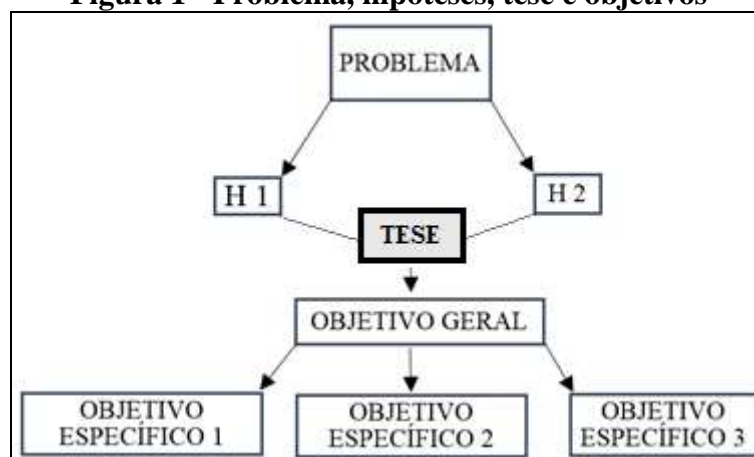 Figura 1 - Problema, hipóteses, tese e objetivos
PROBLEMA
H 1
H 2
TESE
OBJETIVO GERAL
OBJETIVO
ESPECÍFICO 1
OBJETIVO
ESPECÍFICO 2
OBJETIVO
ESPECÍFICO 3